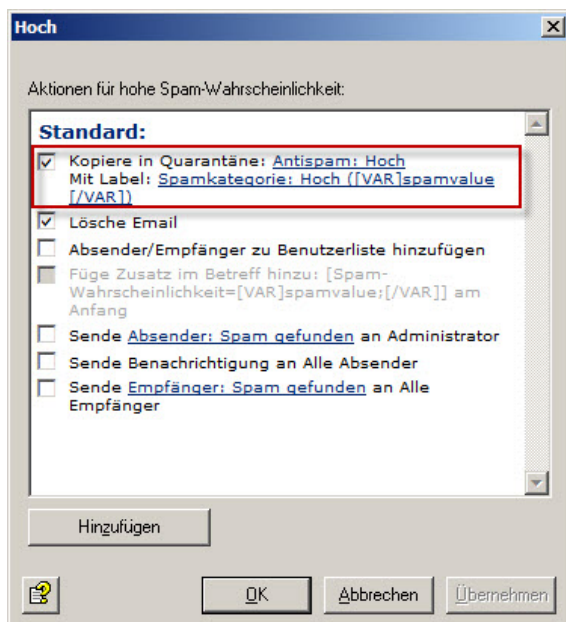 Hoch
Aktionen für hohe Spam-Wahrscheinlichkeit:
Standard:
Kopiere in Quarantäne: Antispam: Hoch
Mit Label: Spamkategorie: Hoch ([VAR]spamvalue
[/VAR])
Lösche Email
Absender/Empfänger zu Benutzerliste hinzufügen
Füge Zusatz im Betreff hinzu: [Spam-
Wahrscheinlichkeit=[VAR]spamvalue;[/VAR]] am
Anfang
Sende Absender: Spam gefunden an Administrator
Sende Benachrichtigung an Alle Absender
Sende Empfänger: Spam gefunden an Alle
Empfänger
Hinzufügen
OK
Abbrechen
Übernehmen